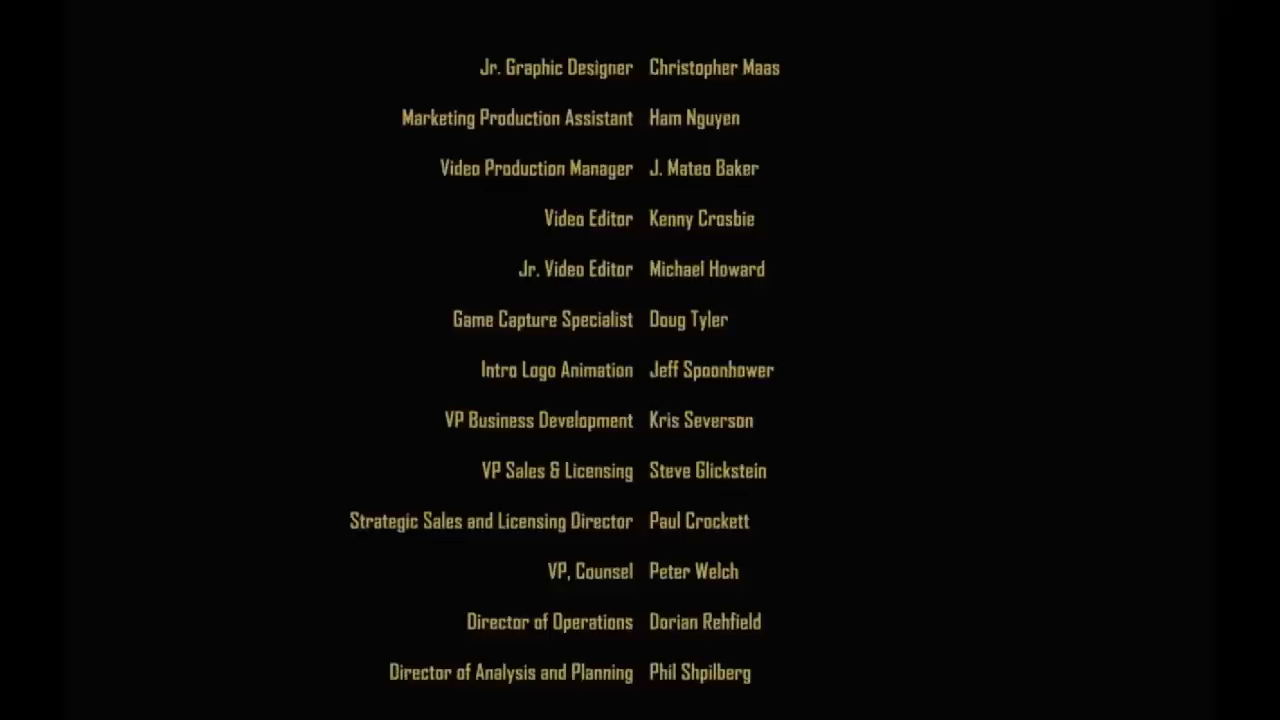 Jr. Graphic Designer Christopher Maas
Marketing Production Assistant Ham Nguyen
Video Production Manager J. Mateo Baker
Video Editor Kenny Crosbie
Jr. Video Editor Michael Howard
Game Capture Specialist Doug Tyler
Intro Logo Animation Jeff Spoonhower
VP Business Development Kris Severson
VP Sales & Licensing Steve Glickstein
Strategic Sales and Licensing Director Paul Crockett
VP, Counsel Peter Welch
Director of Operations Dorian Rehfield
Director of Analysis and Planning Phil Shpilberg